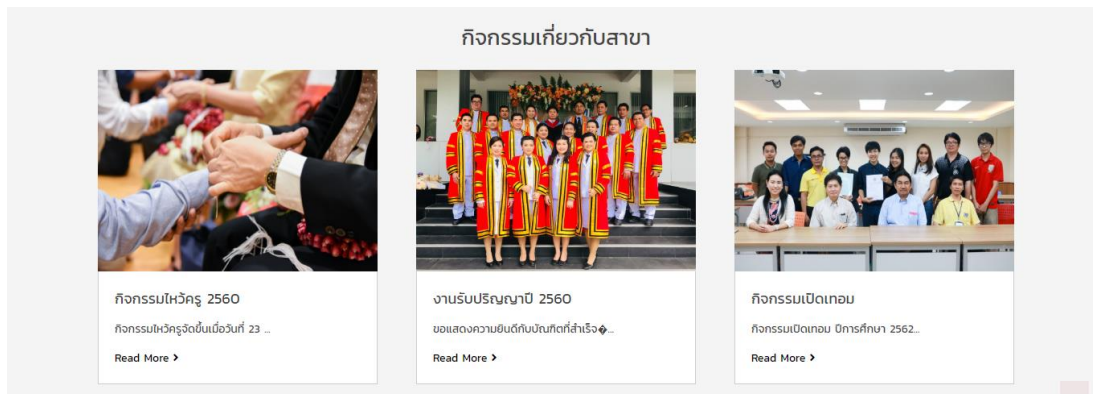 กิจกรรมเกี่ยวกับสาขา
กิจกรรมไหว้ครู 2560
กิจกรรมไหว้ครูจัดขึ้นเมื่อวันที่ 23 ...
Read More >
งานรับปริญญาปี 2560
ขอแสดงความยินดีกับบัณฑิตที่สำเร็จ�...
Read More >
กิจกรรมเปิดเทอม
กิจกรรมเปิดเทอม ปีการศึกษา 2562...
Read More >